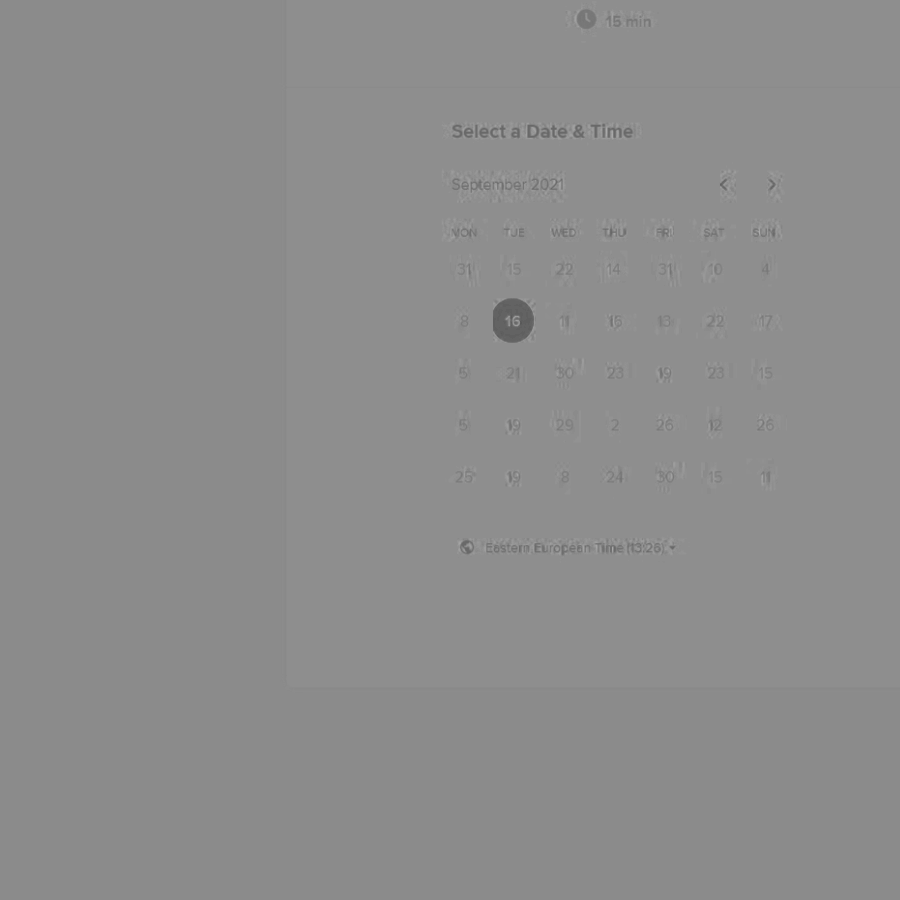 15 min
Select a Date & Time
September 2021
MON TUE WED THU FRI SAT SUN
31 15 22 14 31 10 4
8 16 11 16 13 22 17
5 21 30 23 19 23 15
5 19 29 2 26 12 26
25 19 8 24 30 15 11
Eastern European Time (13:26)